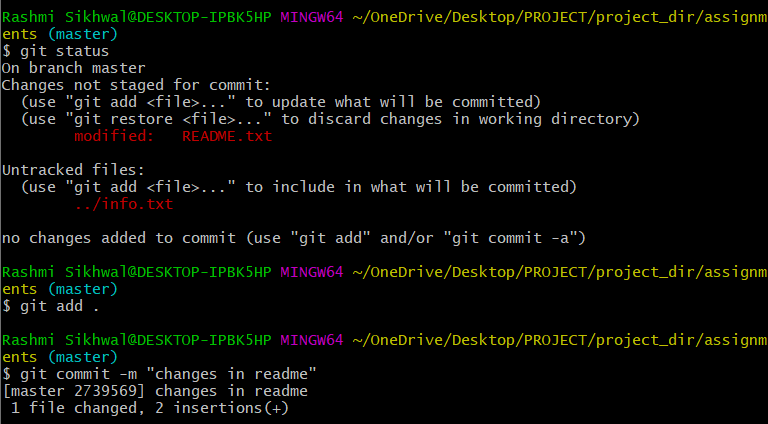 Rashmi Sikhwal@DESKTOP-IPBK5HP MINGW64 ~/OneDrive/Desktop/PROJECT/project_dir/assignm
ents (master)
$ git status
On branch master
Changes not staged for commit:
  (use "git add <file>..." to update what will be committed)
  (use "git restore <file>..." to discard changes in working directory)
        modified:   README.txt

Untracked files:
  (use "git add <file>..." to include in what will be committed)
        ../info.txt

no changes added to commit (use "git add" and/or "git commit -a")

Rashmi Sikhwal@DESKTOP-IPBK5HP MINGW64 ~/OneDrive/Desktop/PROJECT/project_dir/assignm
ents (master)
$ git add .

Rashmi Sikhwal@DESKTOP-IPBK5HP MINGW64 ~/OneDrive/Desktop/PROJECT/project_dir/assignm
ents (master)
$ git commit -m "changes in readme"
[master 2739569] changes in readme
 1 file changed, 2 insertions(+)